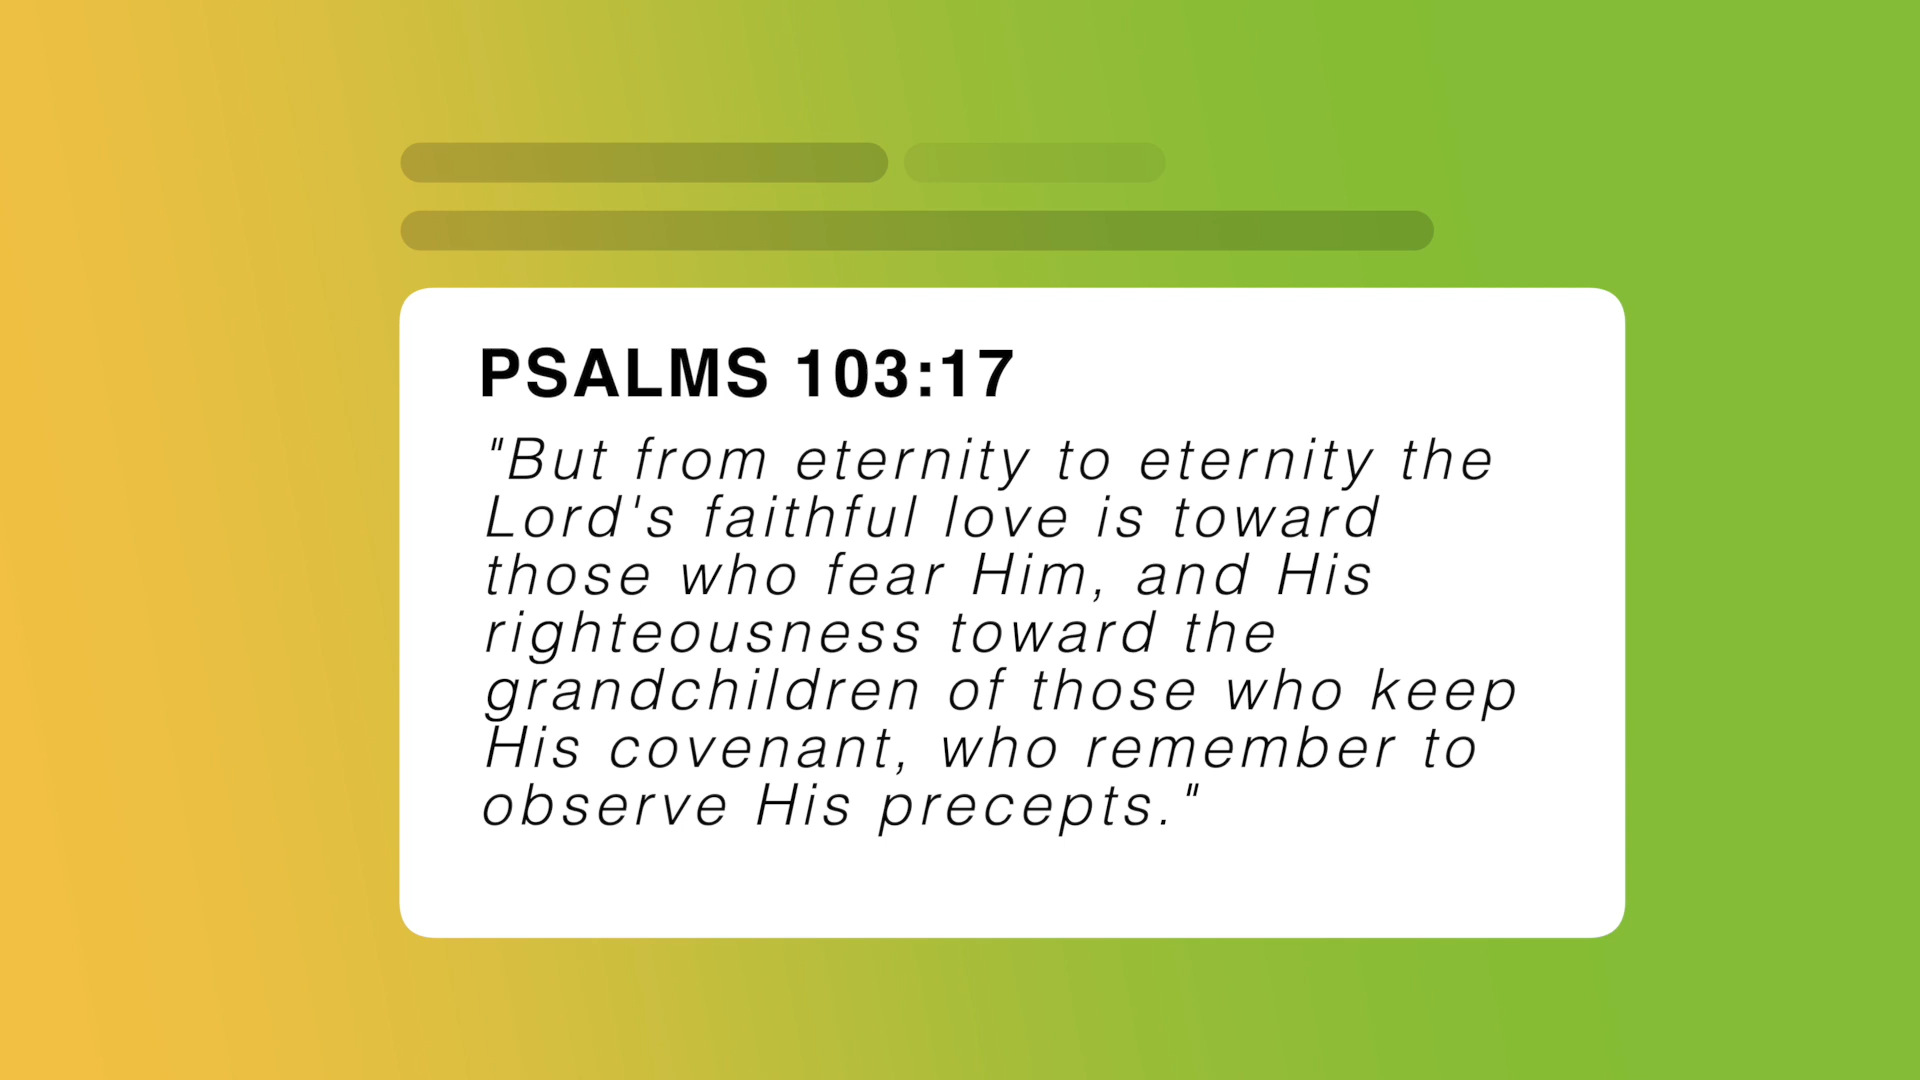 PSALMS 103:17
"But from eternity to eternity the
Lord's faithful love is toward
those who fear Him, and His
righteousness toward the
grandchildren of those who keep
His covenant, who remember to
observe His precepts."